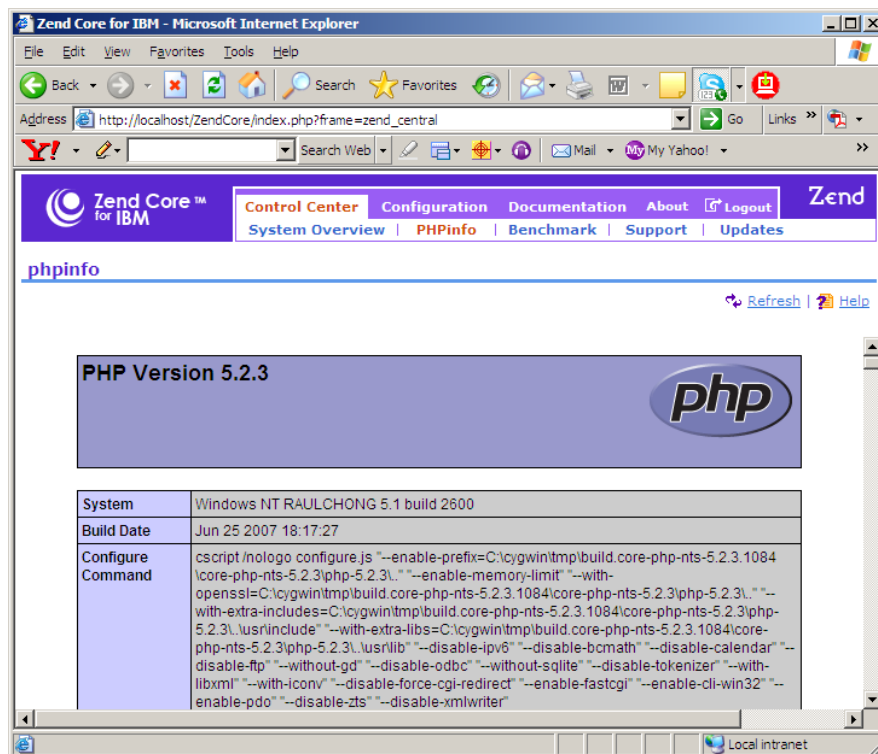 Zend Core for IBM - Microsoft Internet Explorer
File Edit View Favorites Tools Help
Back Search Favorites
Address http://localhost/ZendCore/index.php?frame=zend_central Go Links »
Y! Search Web Mail My My Yahoo! »
Zend Core ™ for IBM
Control Center Configuration Documentation About Logout Zend
System Overview | PHPinfo | Benchmark | Support | Updates
phpinfo
Refresh | Help
PHP Version 5.2.3 php
System Windows NT RAULCHONG 5.1 build 2600
Build Date Jun 25 2007 18:17:27
Configure Command cscript /nologo configure.js "--enable-prefix=C:\cygwin\tmp\build.core-php-nts-5.2.3.1084
\core-php-nts-5.2.3\php-5.2.3\.." "--enable-memory-limit" "--with-
openssl=C:\cygwin\tmp\build.core-php-nts-5.2.3.1084\core-php-nts-5.2.3\php-5.2.3\.." "--
with-extra-includes=C:\cygwin\tmp\build.core-php-nts-5.2.3.1084\core-php-nts-5.2.3\php-
5.2.3\..\usr\include" "--with-extra-libs=C:\cygwin\tmp\build.core-php-nts-5.2.3.1084\core-
php-nts-5.2.3\php-5.2.3\..\usr\lib" "--disable-ipv6" "--disable-bcmath" "--disable-calendar" "--
disable-ftp" "--without-gd" "--disable-odbc" "--without-sqlite" "--disable-tokenizer" "--with-
libxml" "--with-iconv" "--disable-force-cgi-redirect" "--enable-fastcgi" "--enable-cli-win32" "--
enable-pdo" "--disable-zts" "--disable-xmlwriter"
Local intranet